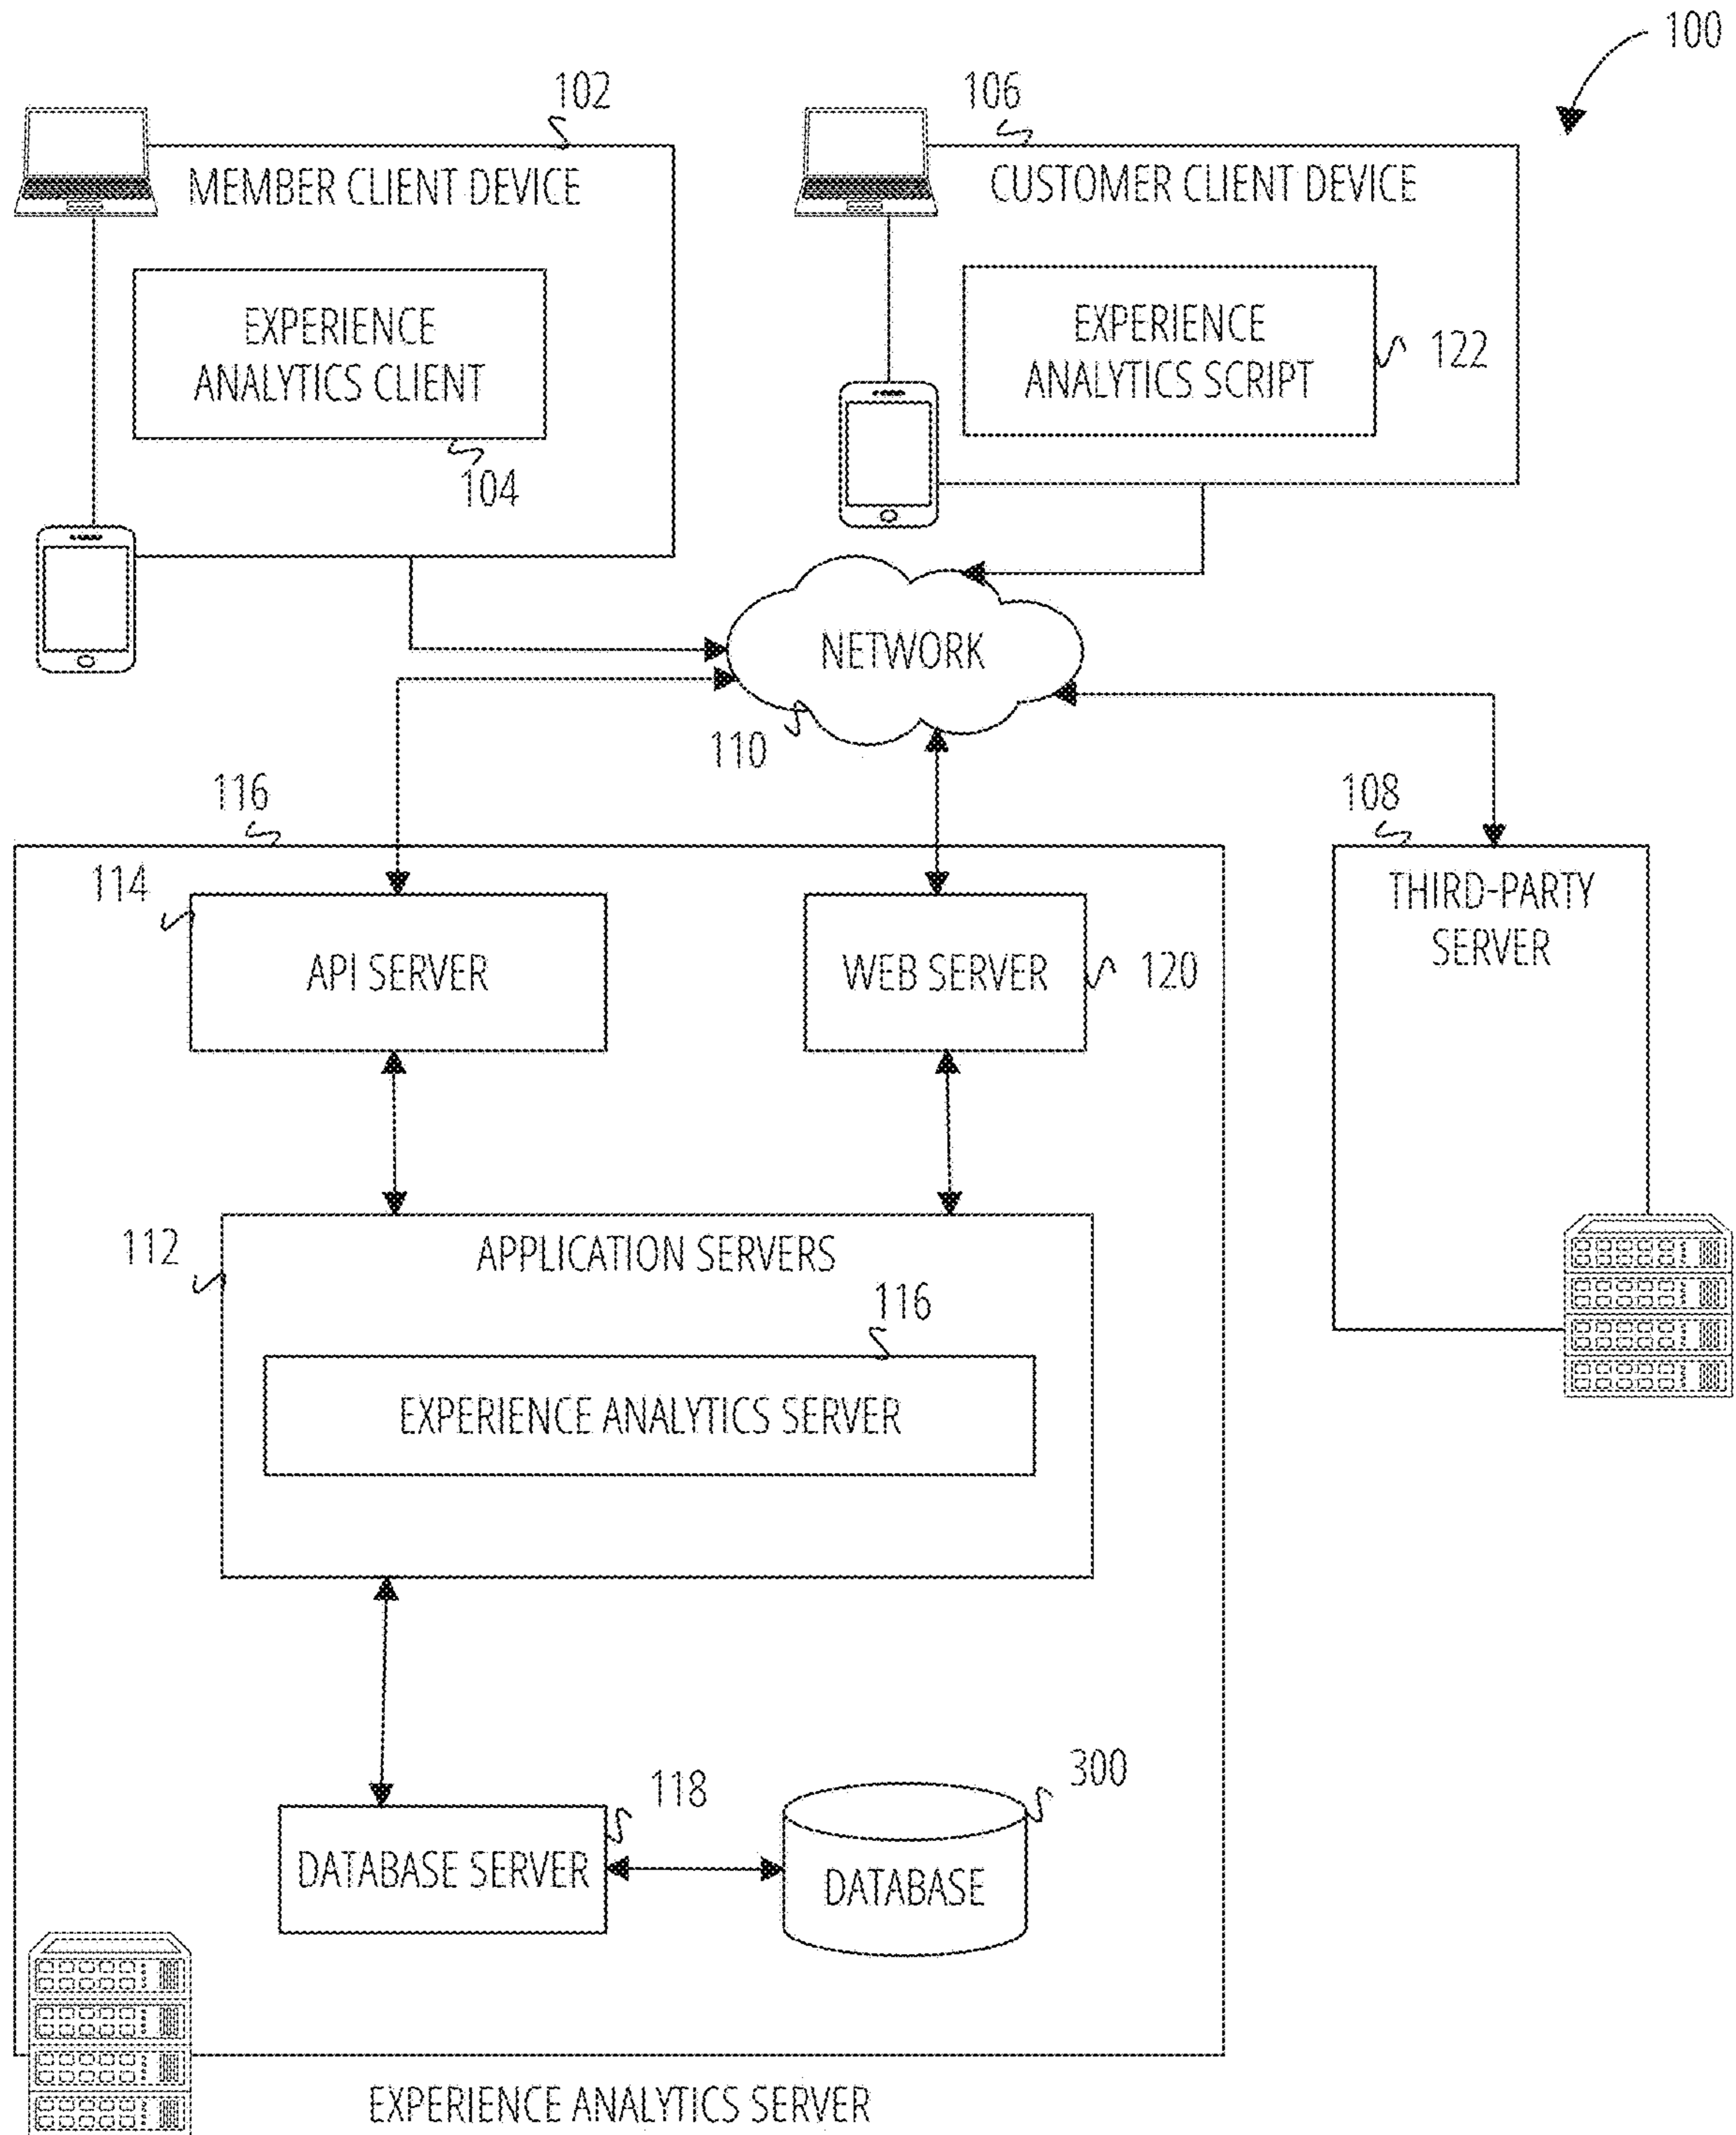 100
102
106
MEMBER CLIENT DEVICE
CUSTOMER CLIENT DEVICE
EXPERIENCE
ANALYTICS CLIENT
104
EXPERIENCE
ANALYTICS SCRIPT
122
NETWORK
110
116
108
114
API SERVER
WEB SERVER
120
THIRD-PARTY
SERVER
112
APPLICATION SERVERS
116
EXPERIENCE ANALYTICS SERVER
118
300
DATABASE SERVER
DATABASE
EXPERIENCE ANALYTICS SERVER